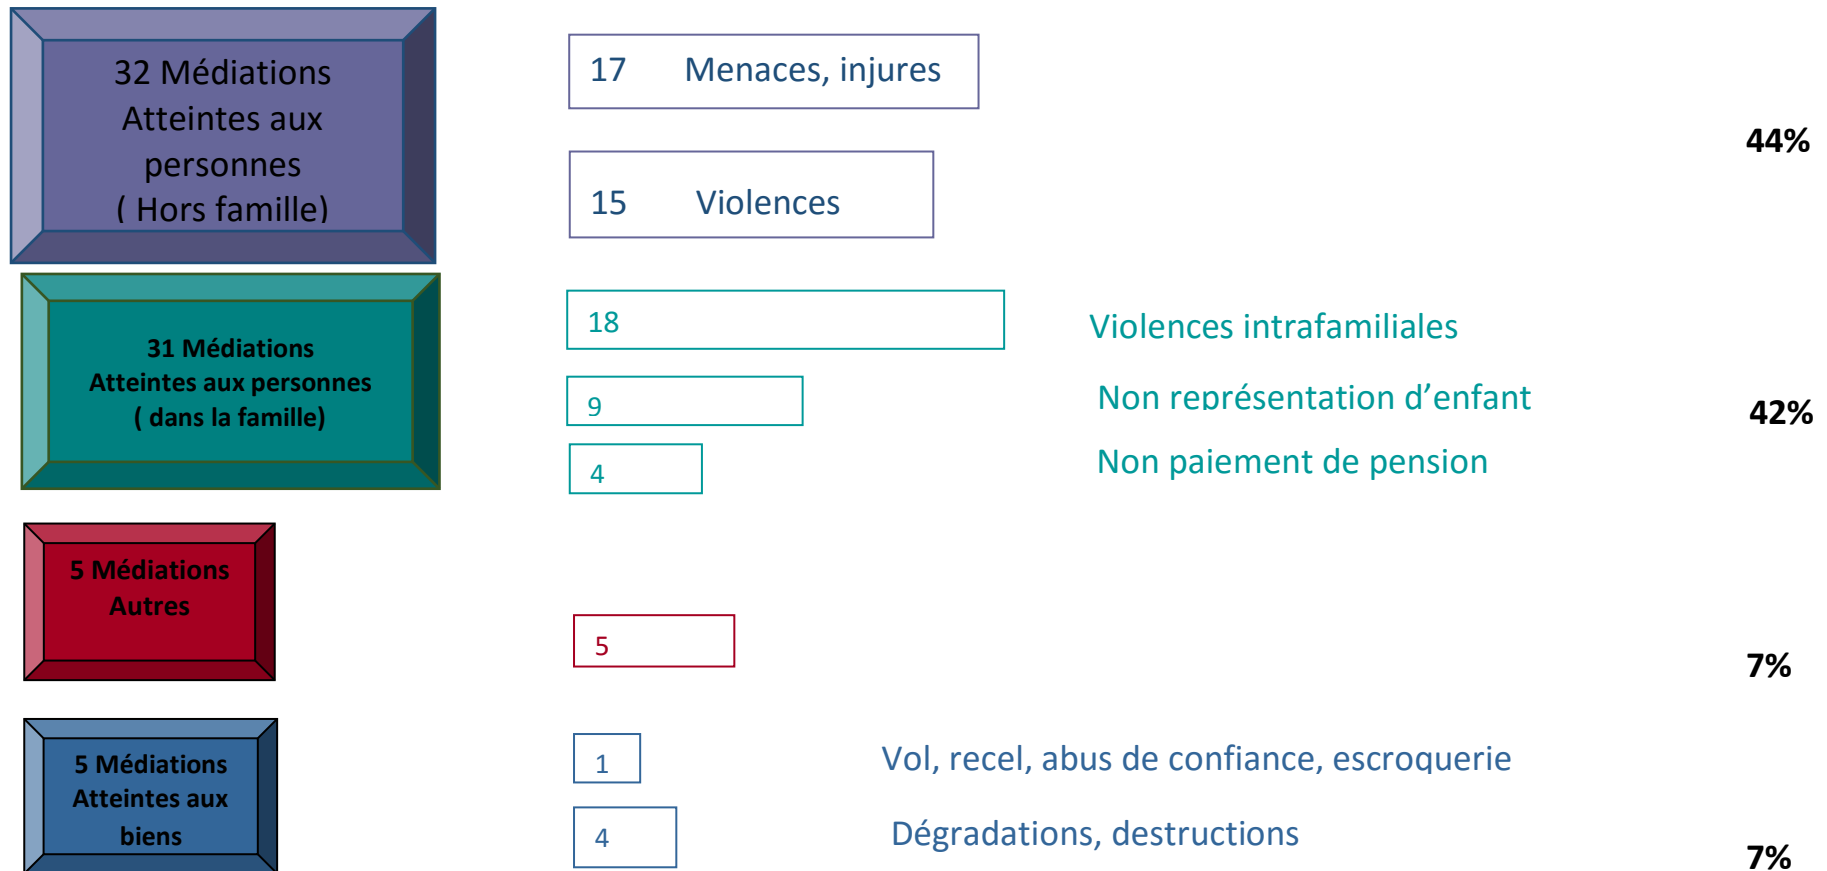 32 Médiations
Atteintes aux
personnes
( Hors famille)
17 Menaces, injures
15 Violences
44%
31 Médiations
Atteintes aux personnes
( dans la famille)
18 Violences intrafamiliales
9 Non représentation d’enfant
4 Non paiement de pension
42%
5 Médiations
Autres
5
7%
5 Médiations
Atteintes aux
biens
1 Vol, recel, abus de confiance, escroquerie
4 Dégradations, destructions
7%